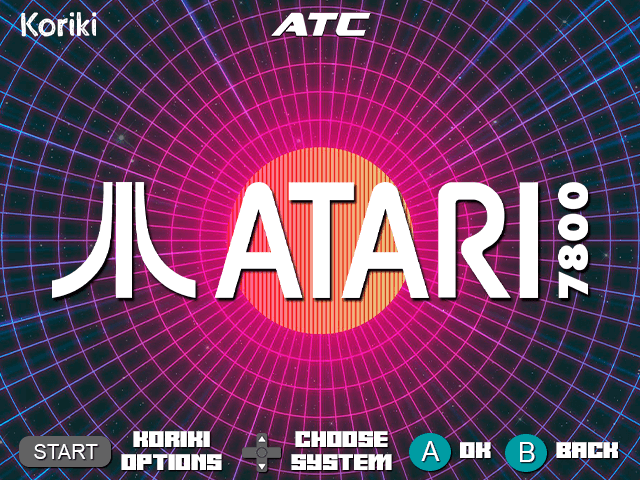 Koriki
ATC
ATARI
7800
START
KORIKI
OPTIONS
CHOOSE
SYSTEM
A
OK
B
BACK